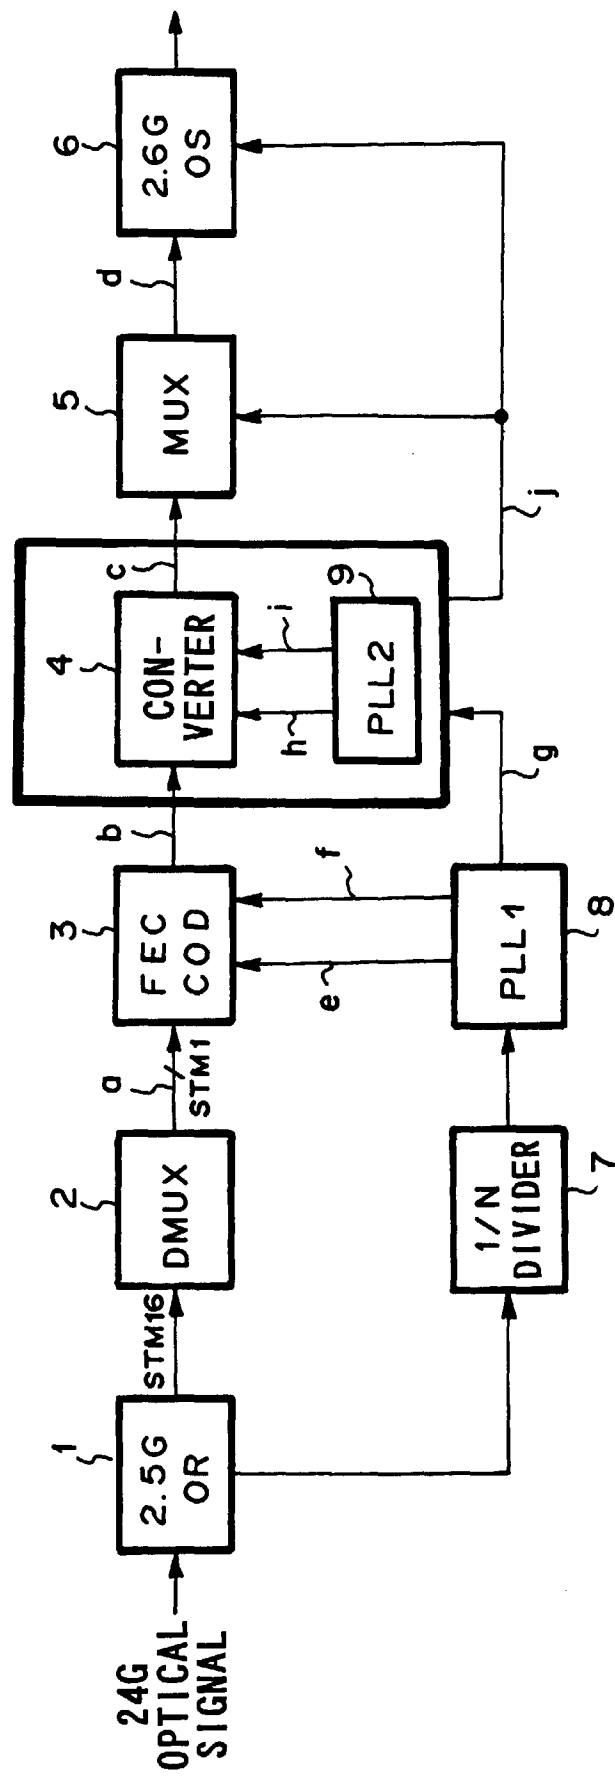 24G
OPTICAL
SIGNAL
1
2.5G
OR
STM16
2
DMUX
a
STM1
3
FEC
COD
b
4
CON-
VERTER
c
5
MUX
d
6
2.6G
OS
e
f
h
i
9
PLL2
g
j
7
1/N
DIVIDER
8
PLL1